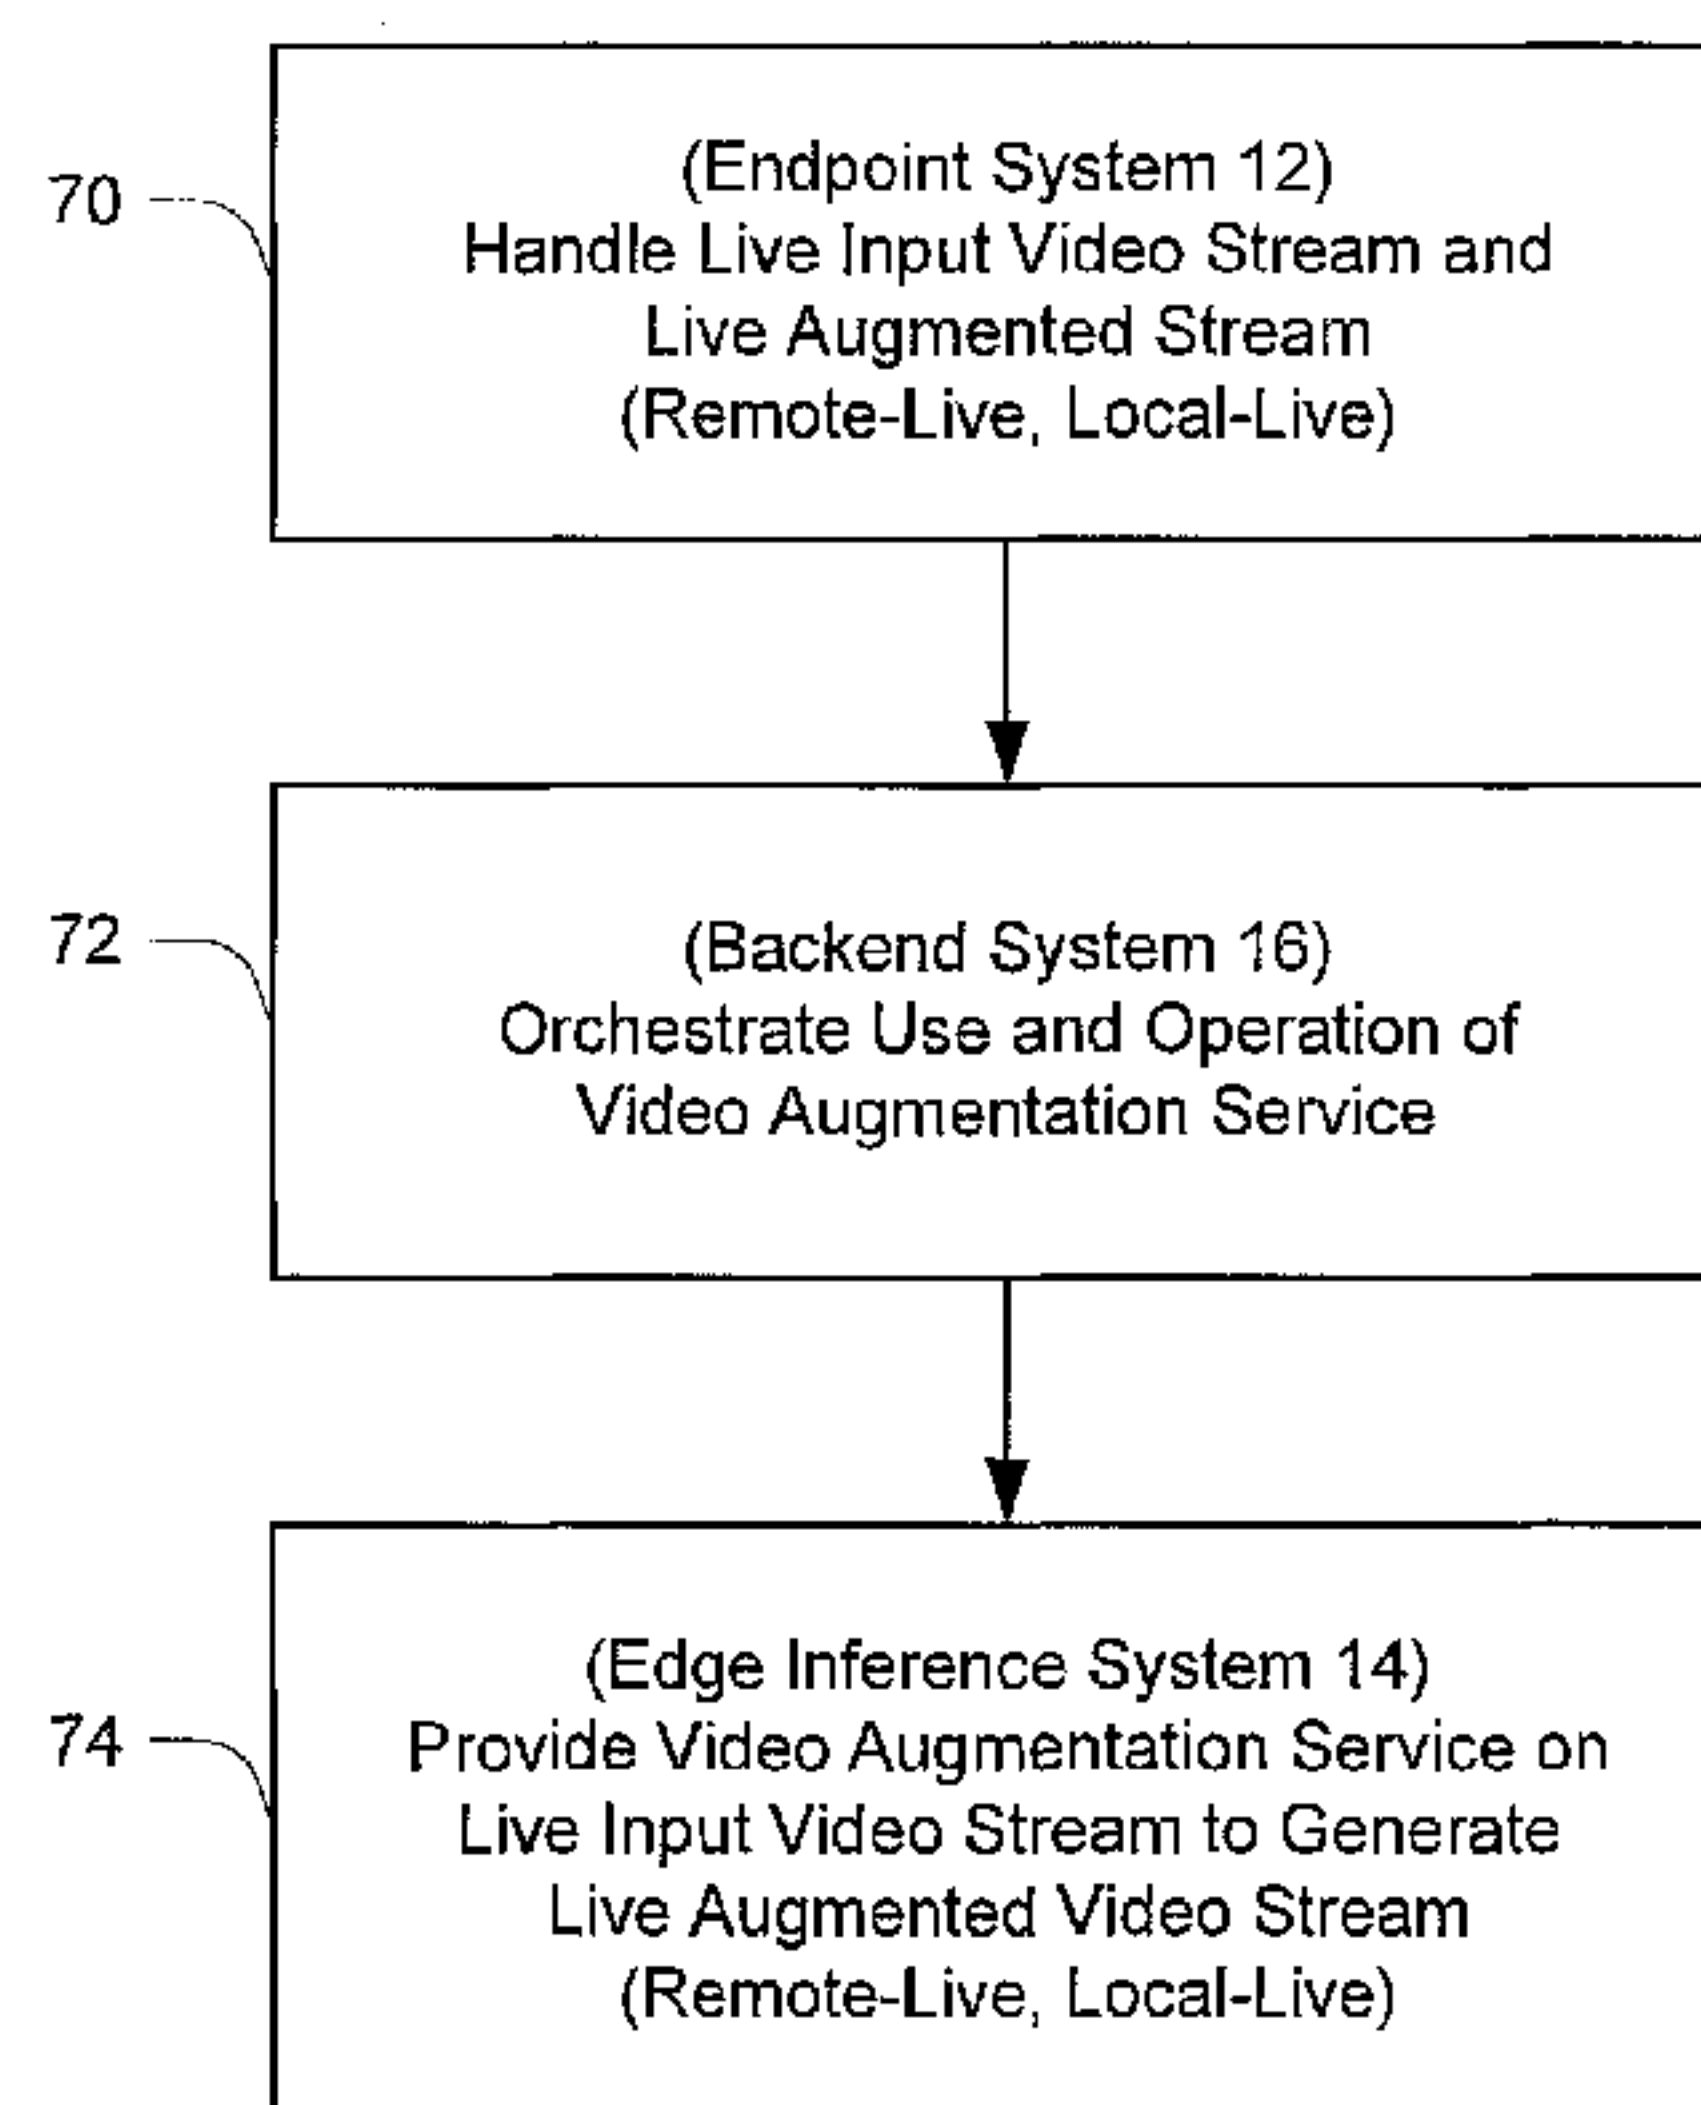 70
(Endpoint System 12)
Handle Live Input Video Stream and
Live Augmented Stream
(Remote-Live, Local-Live)
72
(Backend System 16)
Orchestrate Use and Operation of
Video Augmentation Service
74
(Edge Inference System 14)
Provide Video Augmentation Service on
Live Input Video Stream to Generate
Live Augmented Video Stream
(Remote-Live, Local-Live)